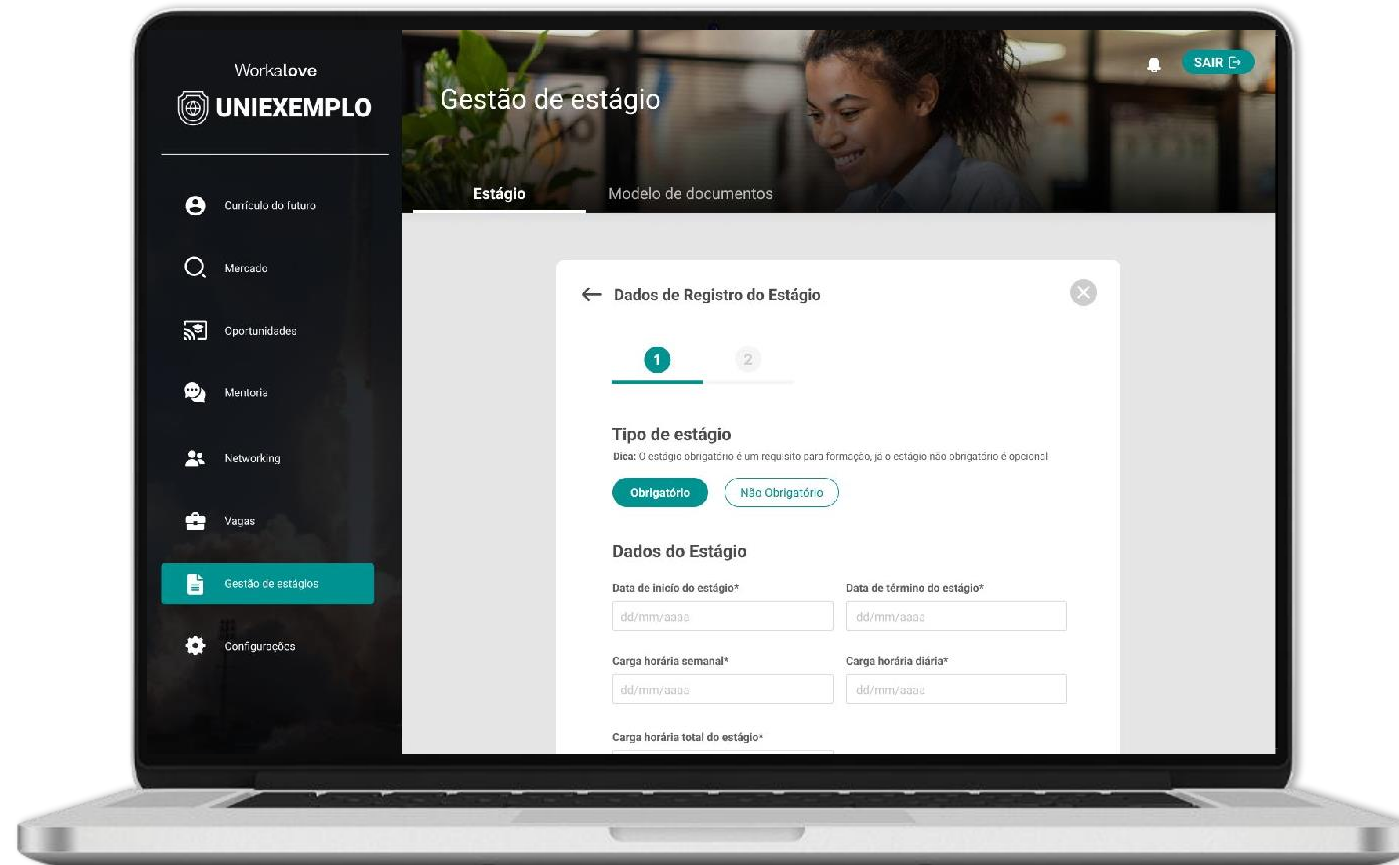 Workalove
UNIEXEMPLO
Currículo do futuro
Mercado
Oportunidades
Mentoria
Networking
Vagas
Gestão de estágios
Configurações
Gestão de estágio
SAIR
Estágio
Modelo de documentos
Dados de Registro do Estágio
1
2
Tipo de estágio
Dica: O estágio obrigatório é um requisito para formação, já o estágio não obrigatório é opcional
Obrigatório
Não Obrigatório
Dados do Estágio
Data de inicío do estágio*
Data de término do estágio*
dd/mm/aaaa
dd/mm/aaaa
Carga horária semanal*
Carga horária diária*
dd/mm/aaaa
dd/mm/aaaa
Carga horária total do estágio*